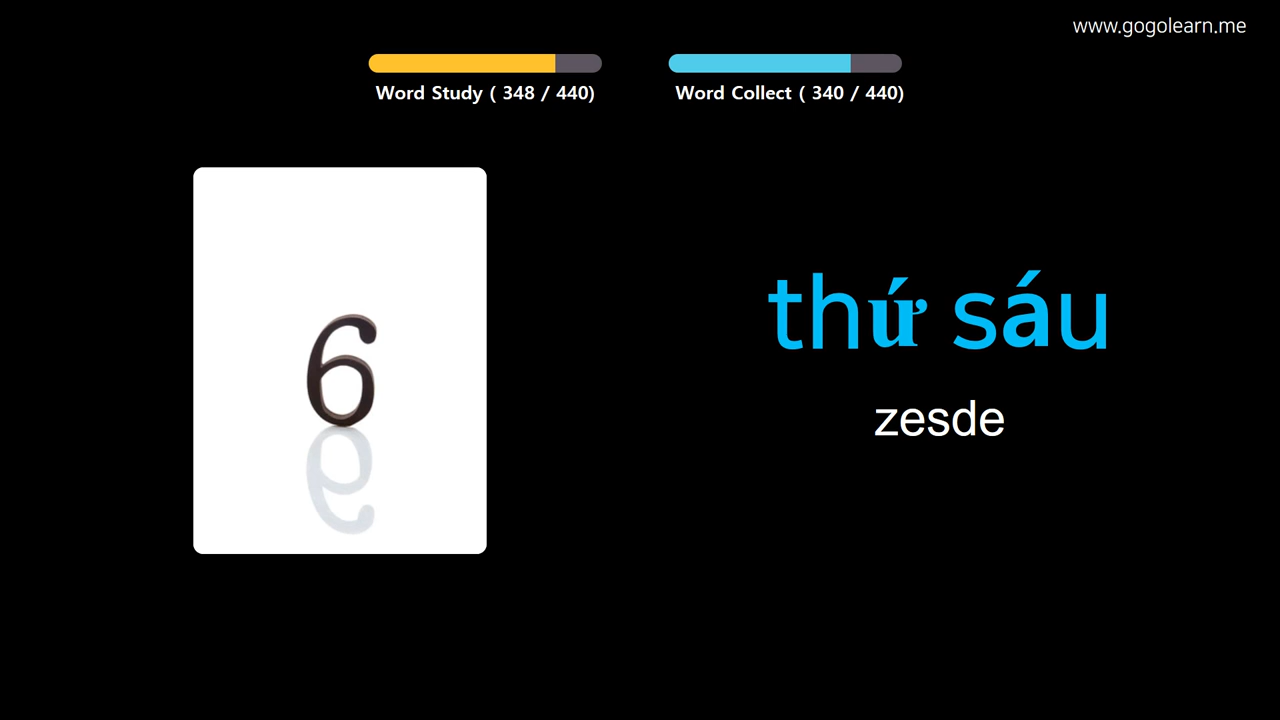 www.gogolearn.me
Word Study ( 348 / 440)
Word Collect ( 340 / 440)
6
thứ sáu
zesde